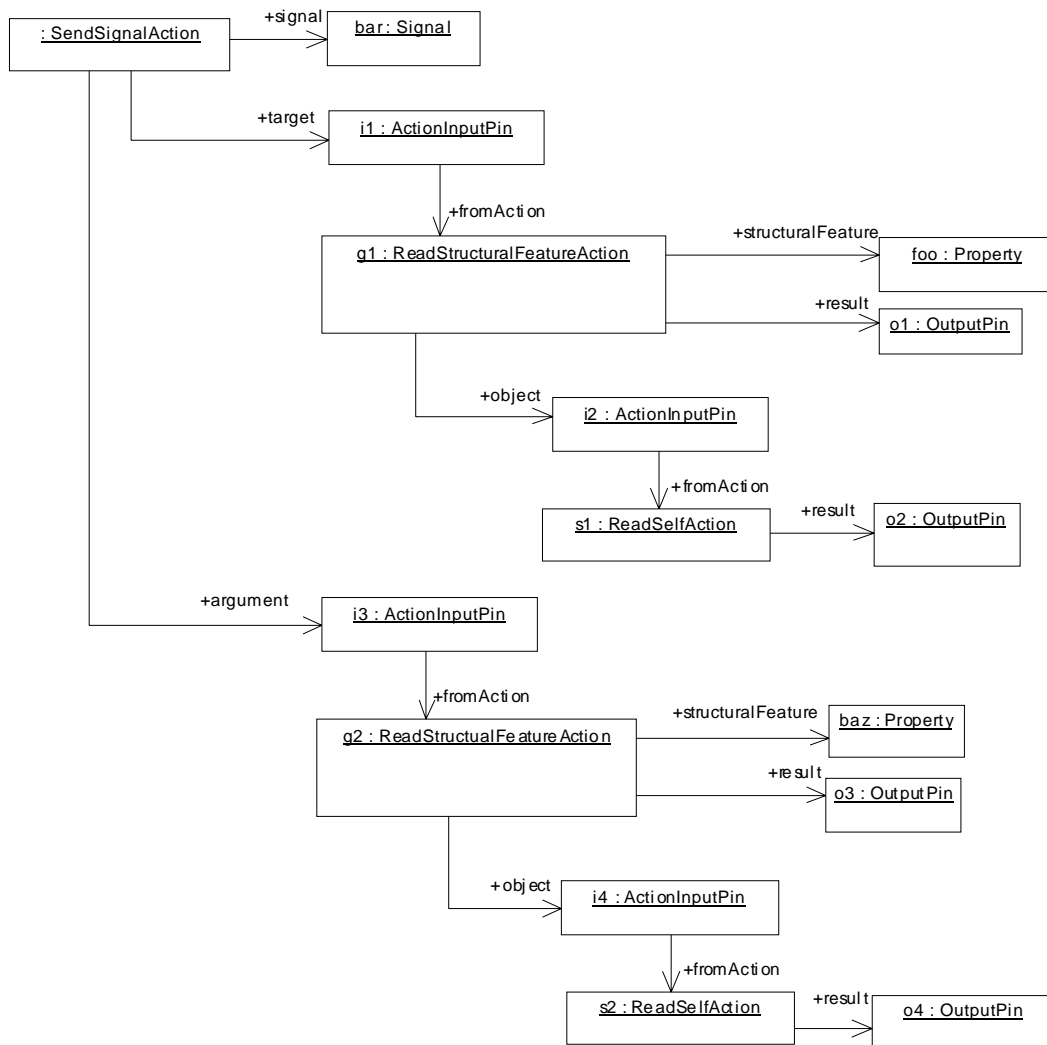 +signal
: SendSignalAction
bar: Signal
+target
i1 : ActionInputPin
+fromAction
+structuralFeature
g1 : ReadStructuralFeatureAction
foo : Property
+result
o1 : OutputPin
+object
i2 : ActionInputPin
+fromAction
+result
s1 : ReadSelfAction
o2 : OutputPin
+argument
i3 : ActionInputPin
+fromAction
+structuralFeature
g2 : ReadStructualFeatureAction
baz : Property
+result
o3 : OutputPin
+object
i4 : ActionInputPin
+fromAction
+result
s2 : ReadSelfAction
o4 : OutputPin